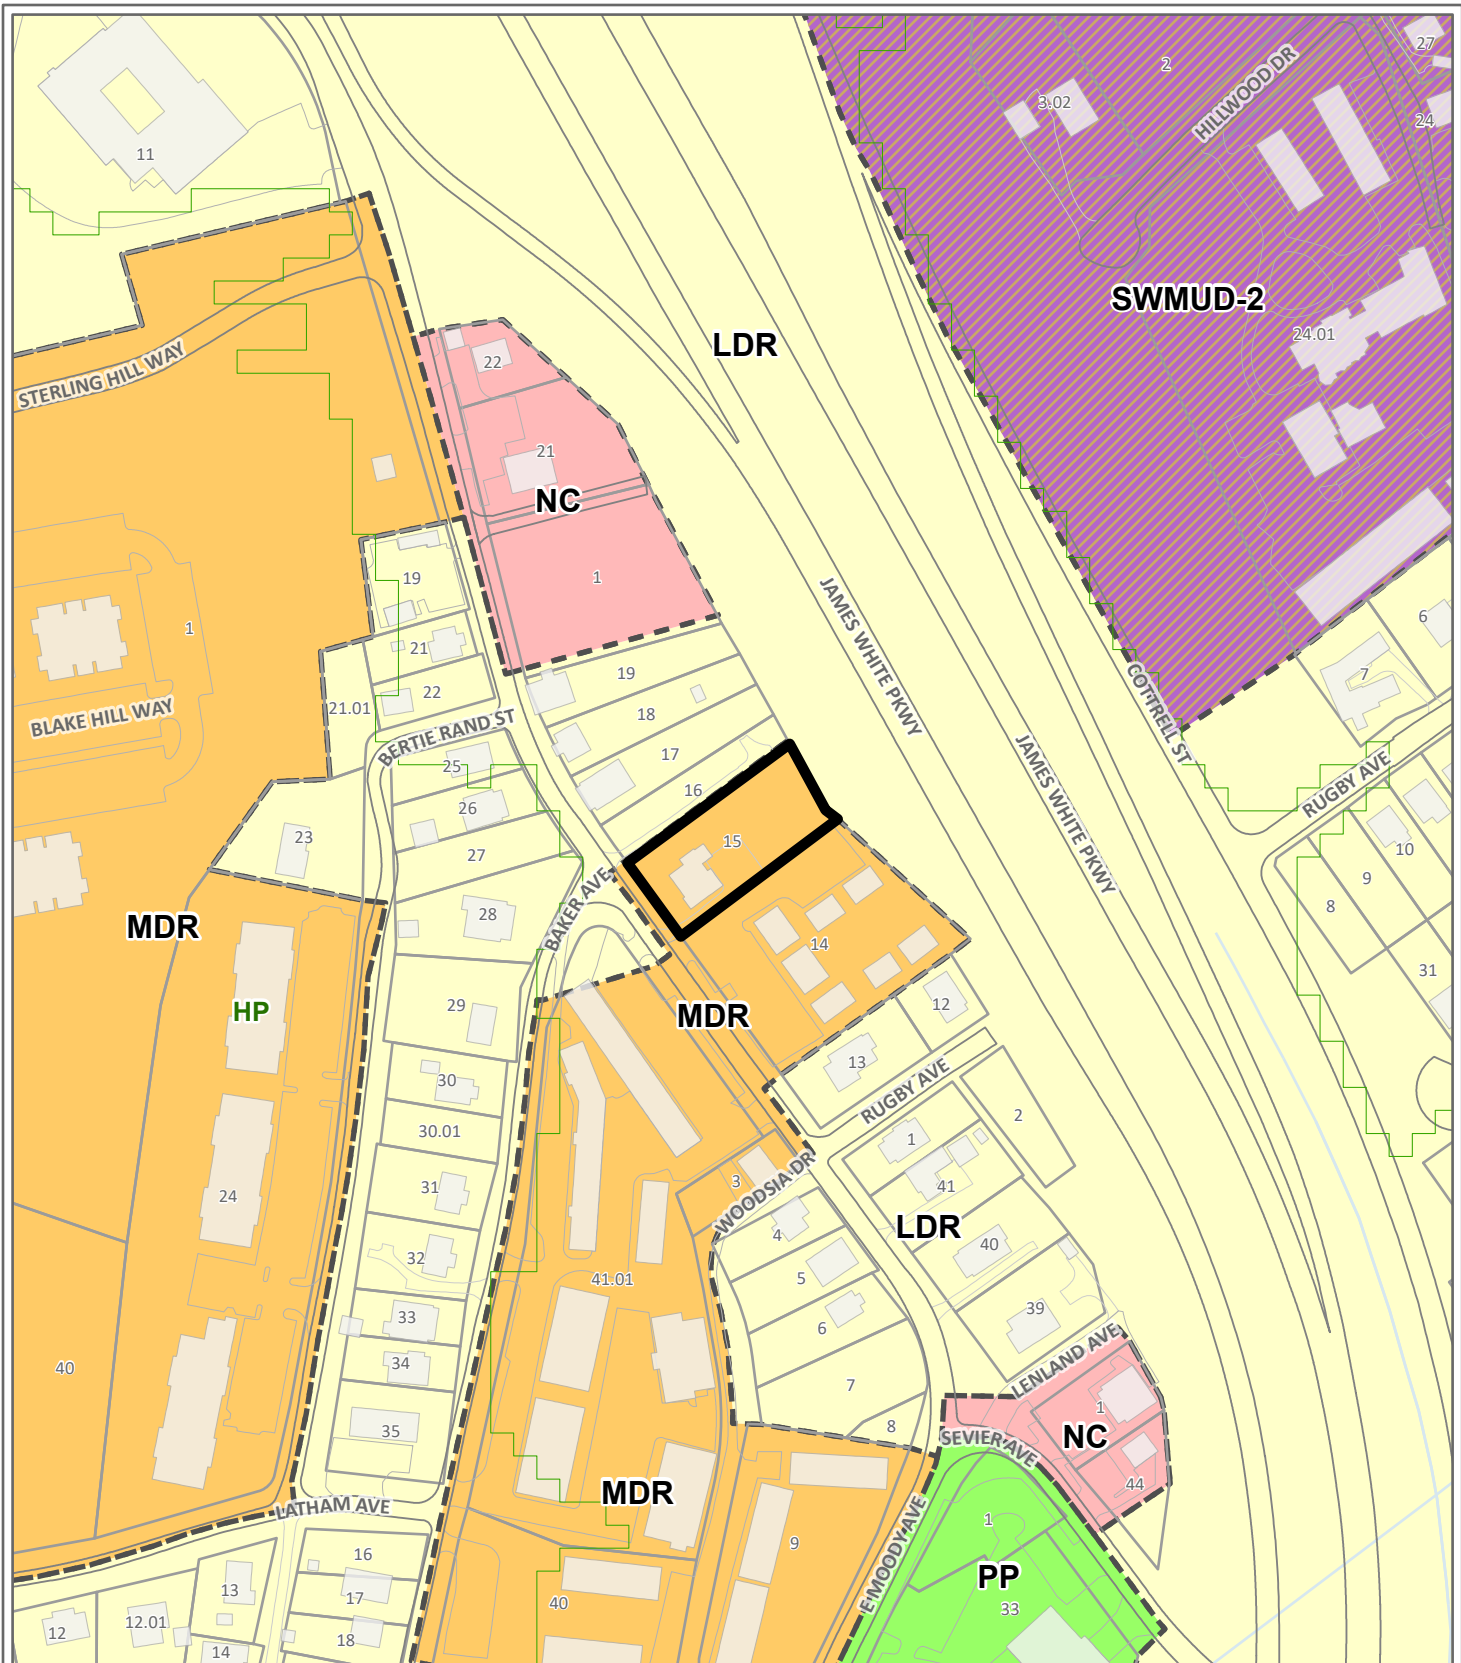 27
2
HILLWOOD DR
3.02
24
11
SWMUD-2
24.01
LDR
STERLING HILL WAY
22
21
NC
1
19
JAMES WHITE PKWY
6
1
21
7
22
19
COTTRELL ST
21.01
18
BLAKE HILL WAY
BERTIE RAND ST
17
25
JAMES WHITE PKWY
RUGBY AVE
16
26
23
15
10
27
9
BAKER AVE
8
28
MDR
14
31
HP
29
MDR
12
13
RUGBY AVE
30
2
30.01
1
WOODSIA DR
3
31
41
24
4
LDR
32
40
5
41.01
33
39
6
34
LENLAND AVE
40
7
1
35
8
SEVIER AVE
NC
44
MDR
LATHAM AVE
E MOODY AVE
1
9
16
PP
13
17
40
33
12.01
12
18
14